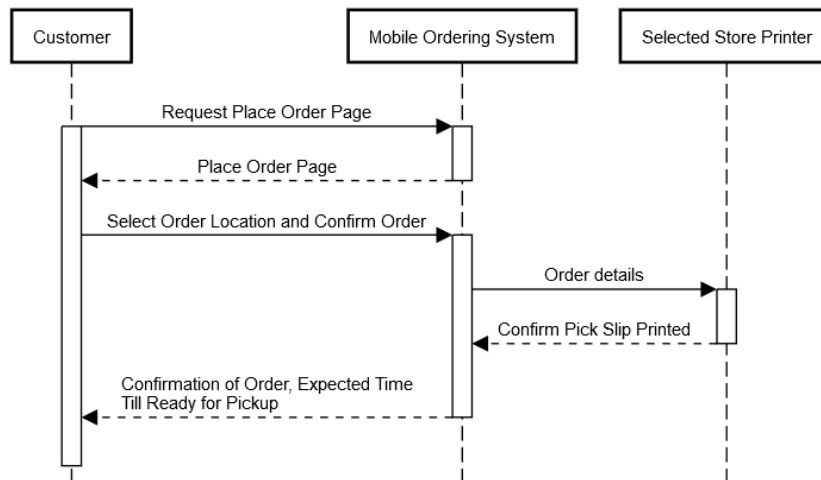 Customer
Mobile Ordering System
Selected Store Printer
Request Place Order Page
Place Order Page
Select Order Location and Confirm Order
Order details
Confirm Pick Slip Printed
Confirmation of Order, Expected Time
Till Ready for Pickup